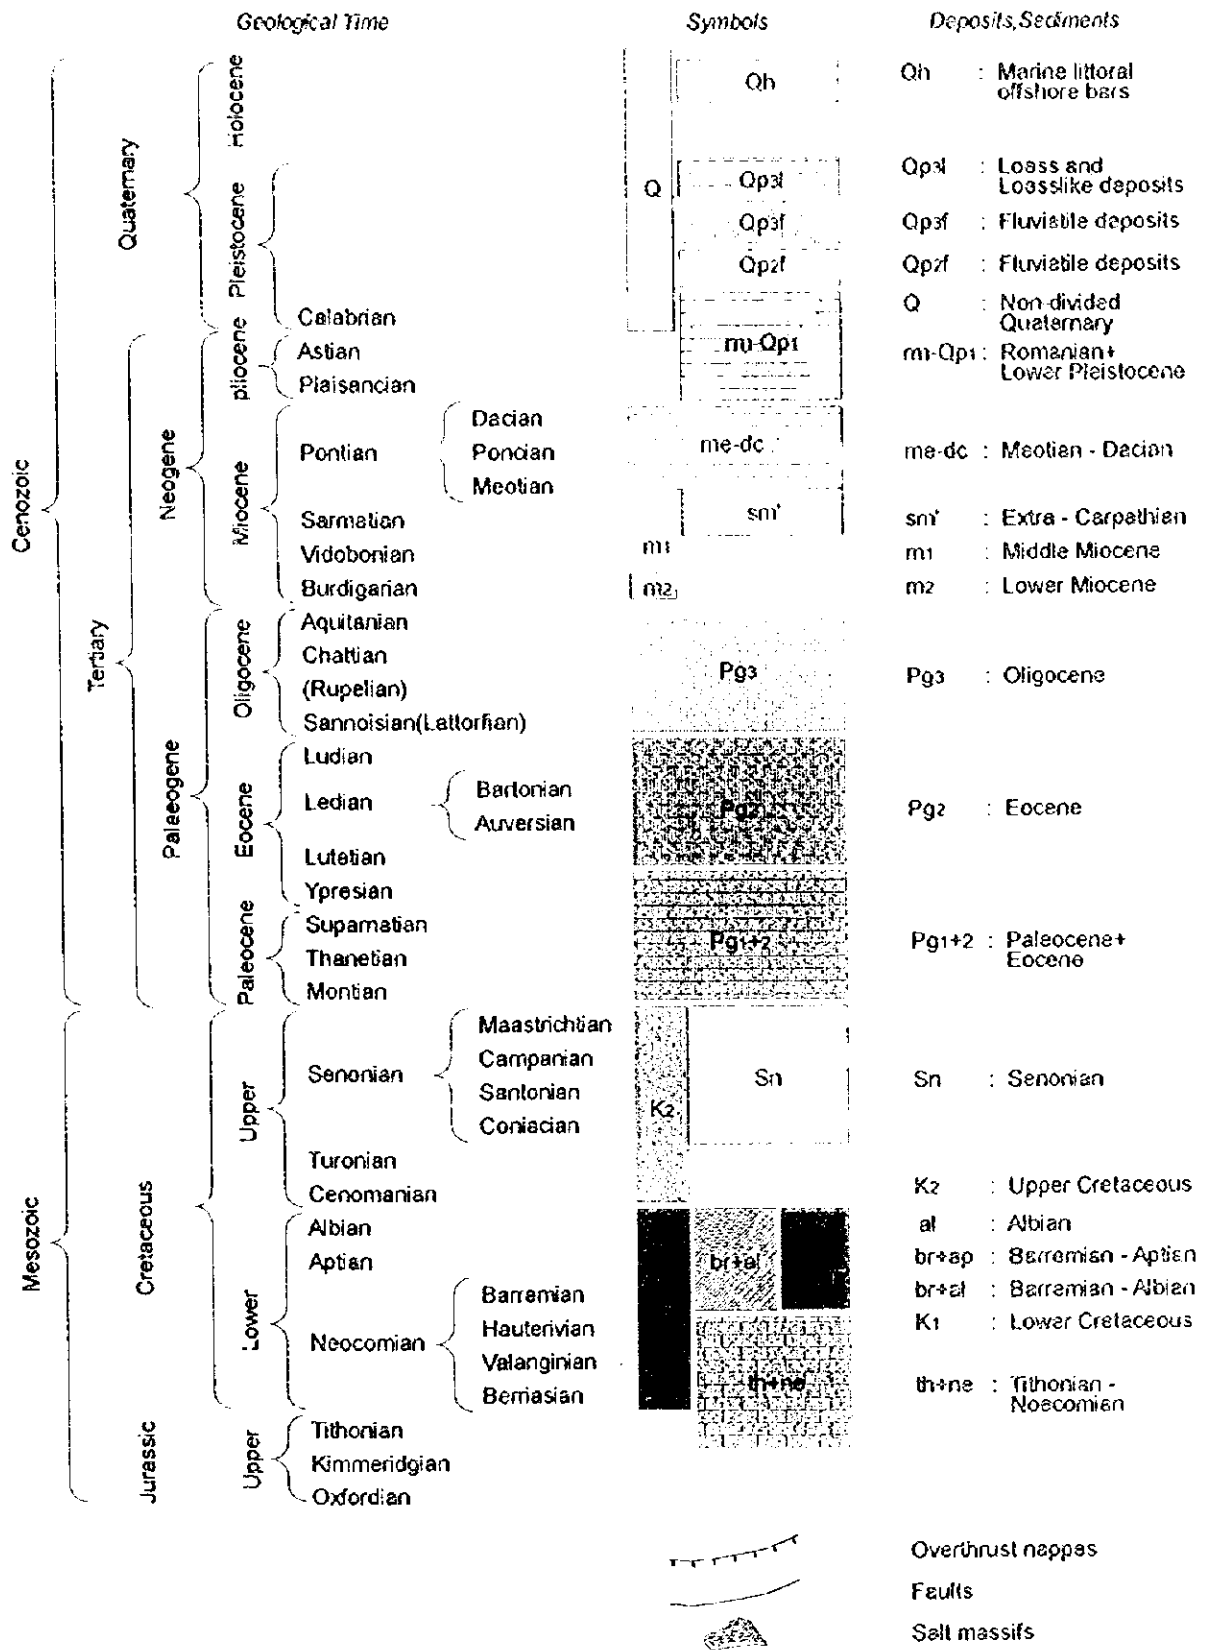 Geological Time
Symbols
Deposits, Sediments
Cenozoic
Mesozoic
Quaternary
Tertiary
Cretaceous
Jurassic
Neogene
Palaeogene
Holocene
Pleistocene
pliocene
Miocene
Oligocene
Eocene
Paleocene
Upper
Lower
Upper
Calabrian
Astian
Plaisancian
Pontian
Dacian
Poncian
Meotian
Sarmatian
Vidobonian
Burdigarian
Aquitanian
Chattian
(Rupelian)
Sannoisian(Lattorfian)
Ludian
Ledian
Bartonian
Auversian
Lutetian
Ypresian
Suparnatian
Thanetian
Montian
Senonian
Maastrichtian
Campanian
Santonian
Coniacian
Turonian
Cenomanian
Albian
Aptian
Neocomian
Barremian
Hauterivian
Valanginian
Berriasian
Tithonian
Kimmeridgian
Oxfordian
Q
Qh
Qp3l
Qp3f
Qp2f
rm-Qp1
me-dc
sm'
m1
m2
Pg3
Pg2
Pg1+2
K2
Sn
br+al
th+ne
Qh : Marine littoral
offshore bars
Qp3l : Loass and
Loasslike deposits
Qp3f : Fluviatile deposits
Qp2f : Fluviatile deposits
Q : Non-divided
Quaternary
rm-Qp1 : Romanian+
Lower Pleistocene
me-dc : Meotian - Dacian
sm' : Extra - Carpathian
m1 : Middle Miocene
m2 : Lower Miocene
Pg3 : Oligocene
Pg2 : Eocene
Pg1+2 : Paleocene+
Eocene
Sn : Senonian
K2 : Upper Cretaceous
al : Albian
br+ap : Barremian - Aptian
br+al : Barremian - Albian
K1 : Lower Cretaceous
th+ne : Tithonian -
Noecomian
Overthrust nappes
Faults
Salt massifs